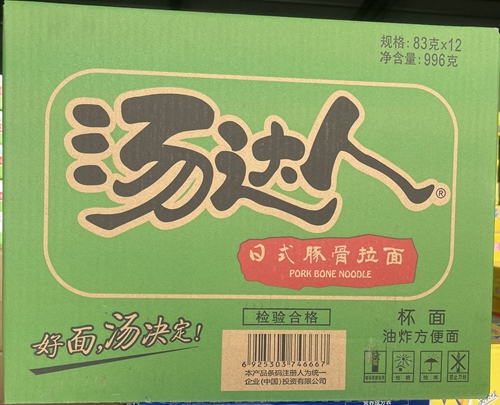 规格: 83克x12
净含量: 996克
汤达人®
日式豚骨拉面
PORK BONE NOODLE
好面,汤决定!
检验合格
6 925303 746667
本产品条码注册人为统一
企业(中国)投资有限公司
杯面
油炸方便面